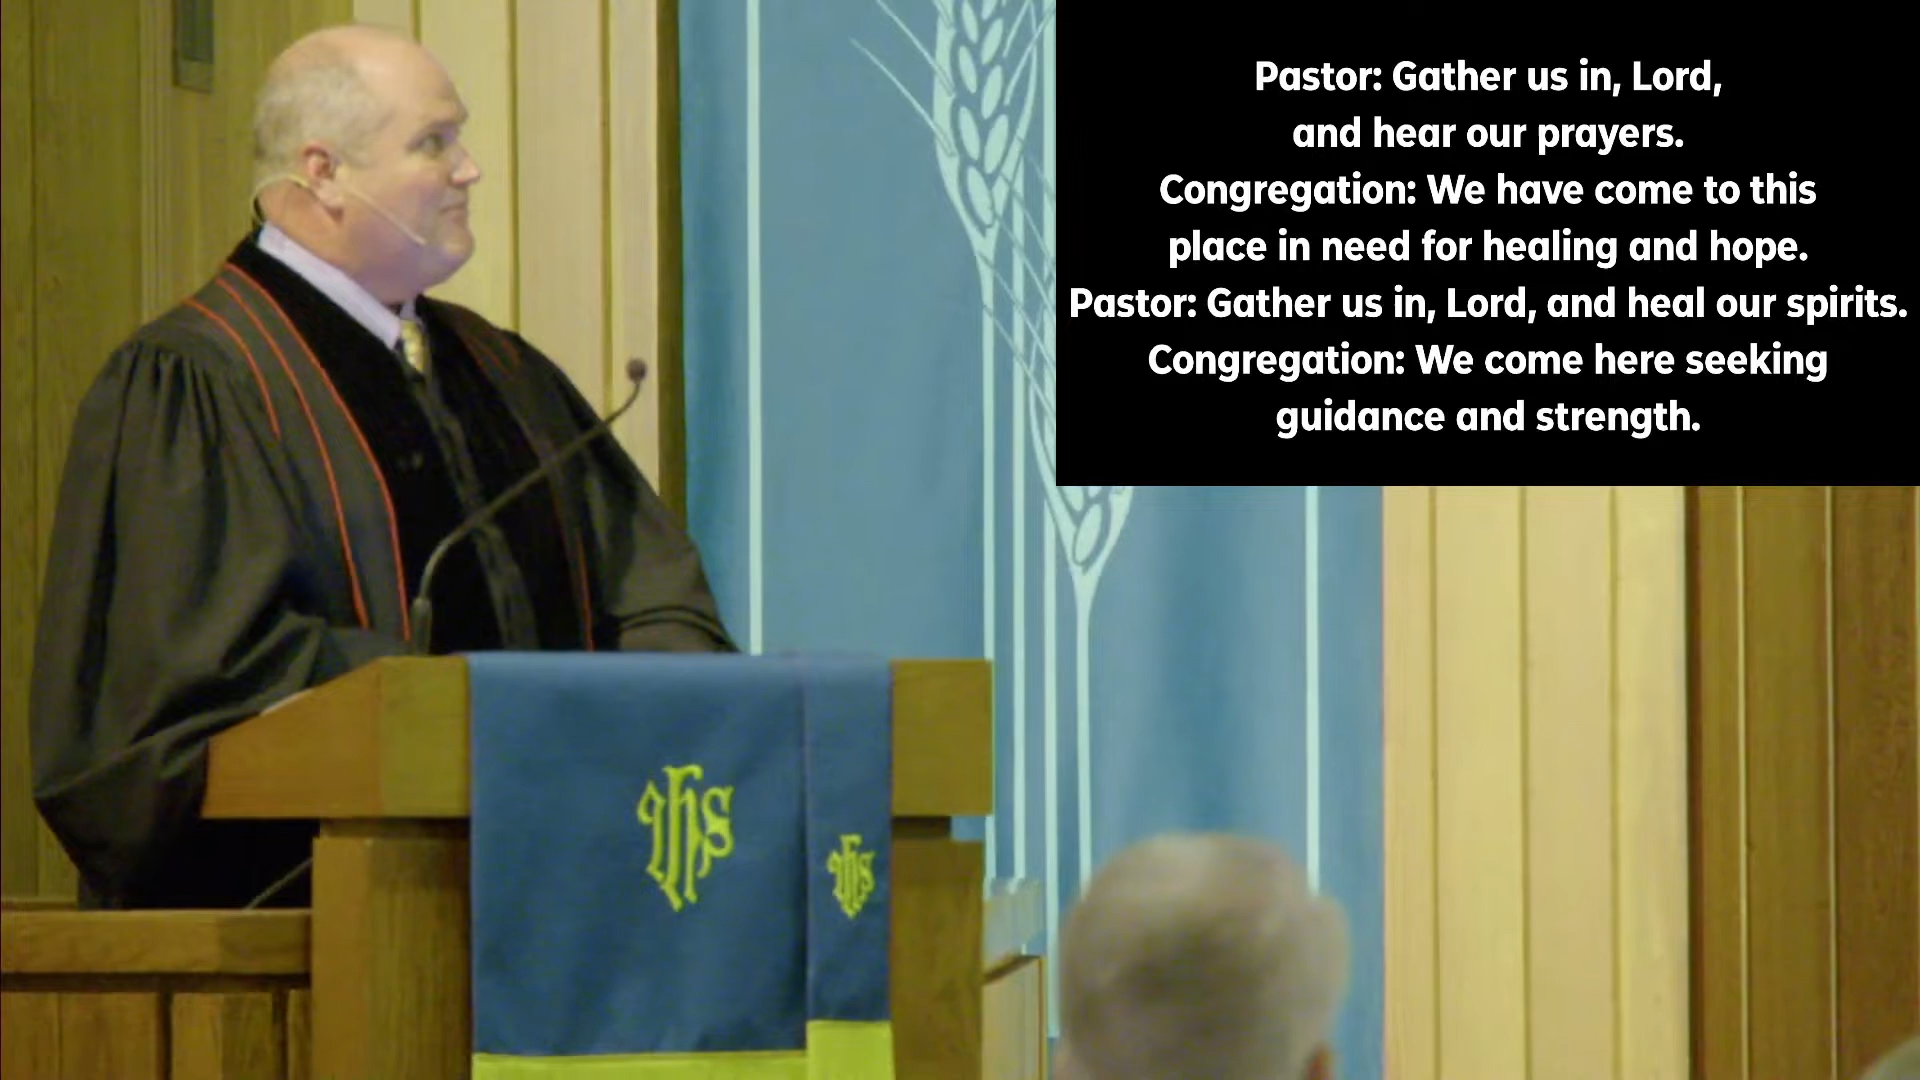 Pastor: Gather us in, Lord,
and hear our prayers.
Congregation: We have come to this
place in need for healing and hope.
Pastor: Gather us in, Lord, and heal our spirits.
Congregation: We come here seeking
guidance and strength.
ihs
ihs